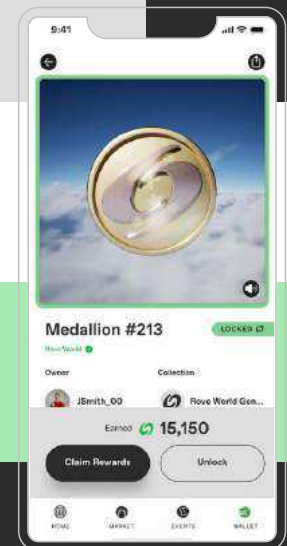 9:41
Medallion #213
LOCKED
Rove World
Owner
Collection
JSmith_00
Rove World Gen...
Earned
15,150
Claim Rewards
Unlock
HOME
MARKET
EVENTS
WALLET